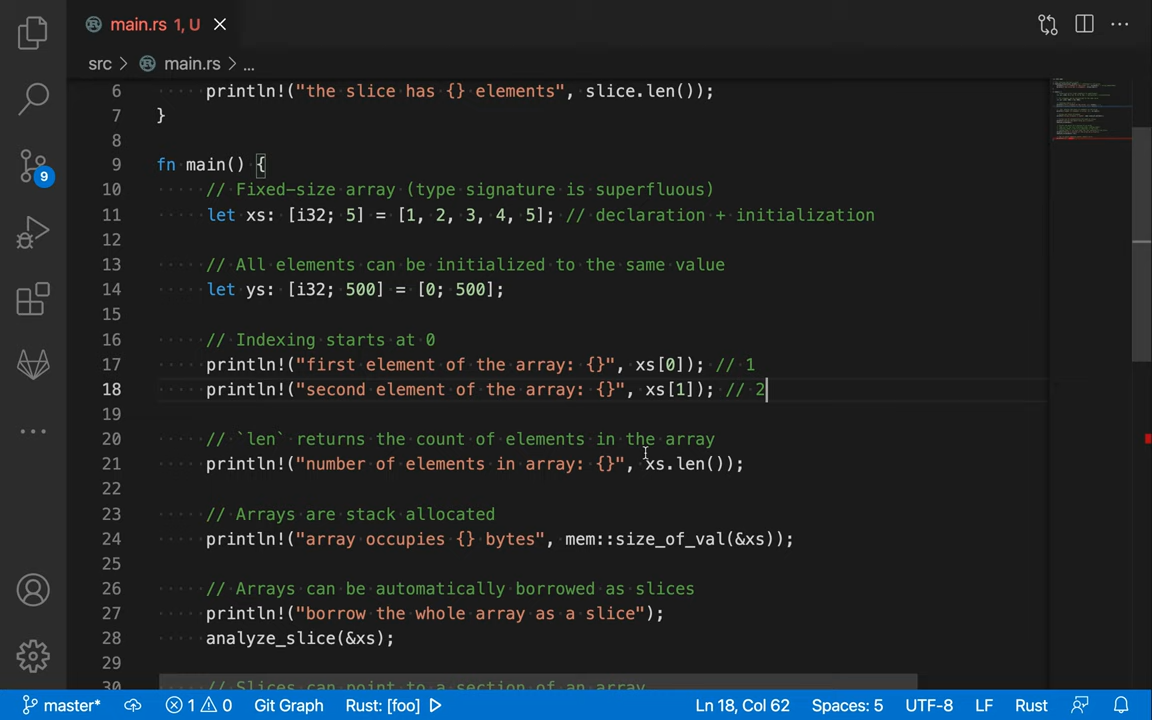 main.rs 1, U
src > main.rs > ...
6 println!("the slice has {} elements", slice.len());
7 }
8
9 fn main() {
10 // Fixed-size array (type signature is superfluous)
11 let xs: [i32; 5] = [1, 2, 3, 4, 5]; // declaration + initialization
12
13 // All elements can be initialized to the same value
14 let ys: [i32; 500] = [0; 500];
15
16 // Indexing starts at 0
17 println!("first element of the array: {}", xs[0]); // 1
18 println!("second element of the array: {}", xs[1]); // 2
19
20 // `len` returns the count of elements in the array
21 println!("number of elements in array: {}", xs.len());
22
23 // Arrays are stack allocated
24 println!("array occupies {} bytes", mem::size_of_val(&xs));
25
26 // Arrays can be automatically borrowed as slices
27 println!("borrow the whole array as a slice");
28 analyze_slice(&xs);
29
30 // Slices can point to a section of an array
9
master* 1 0 Git Graph Rust: [foo] Ln 18, Col 62 Spaces: 5 UTF-8 LF Rust